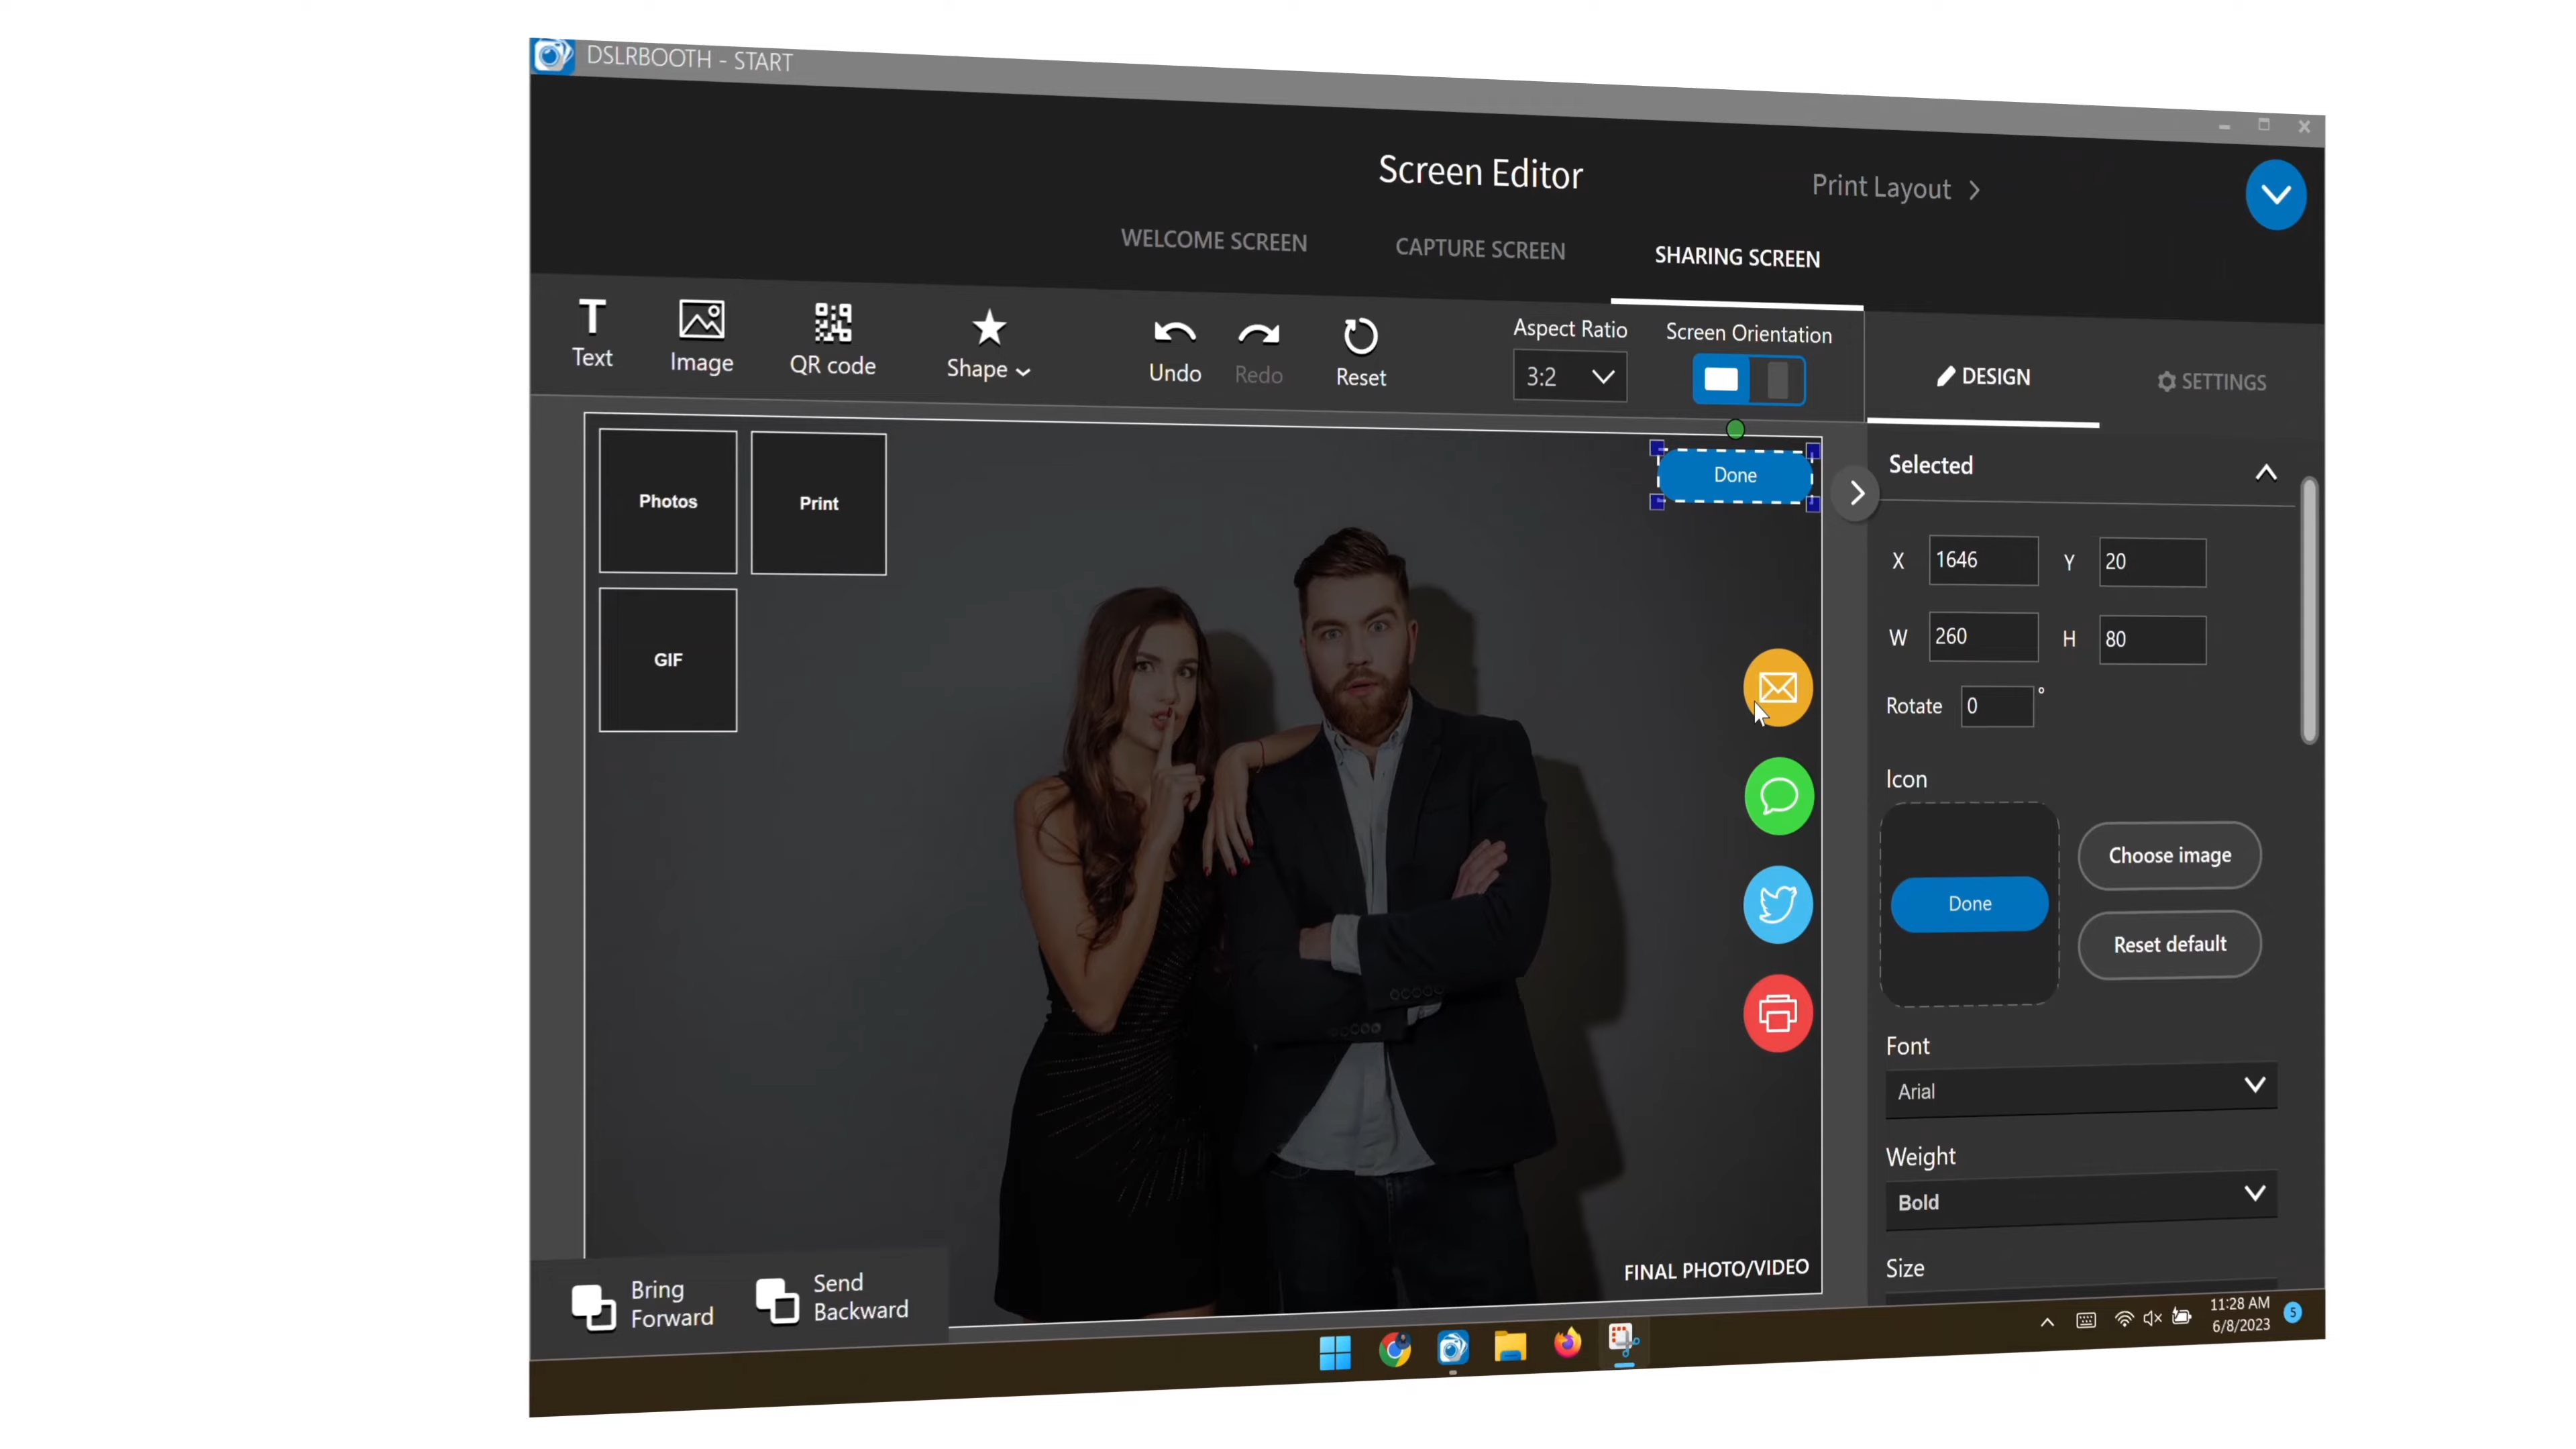 DSLRBOOTH - START
Screen Editor
Print Layout
WELCOME SCREEN
CAPTURE SCREEN
SHARING SCREEN
Text
Image
QR code
Shape
Undo
Redo
Reset
Aspect Ratio
3:2
Screen Orientation
DESIGN
SETTINGS
Photos
Print
GIF
Done
FINAL PHOTO/VIDEO
Selected
X 1646 Y 20
W 260 H 80
Rotate 0 °
Icon
Done
Choose image
Reset default
Font
Arial
Weight
Bold
Size
Bring
Forward
Send
Backward
11:28 AM
6/8/2023
5